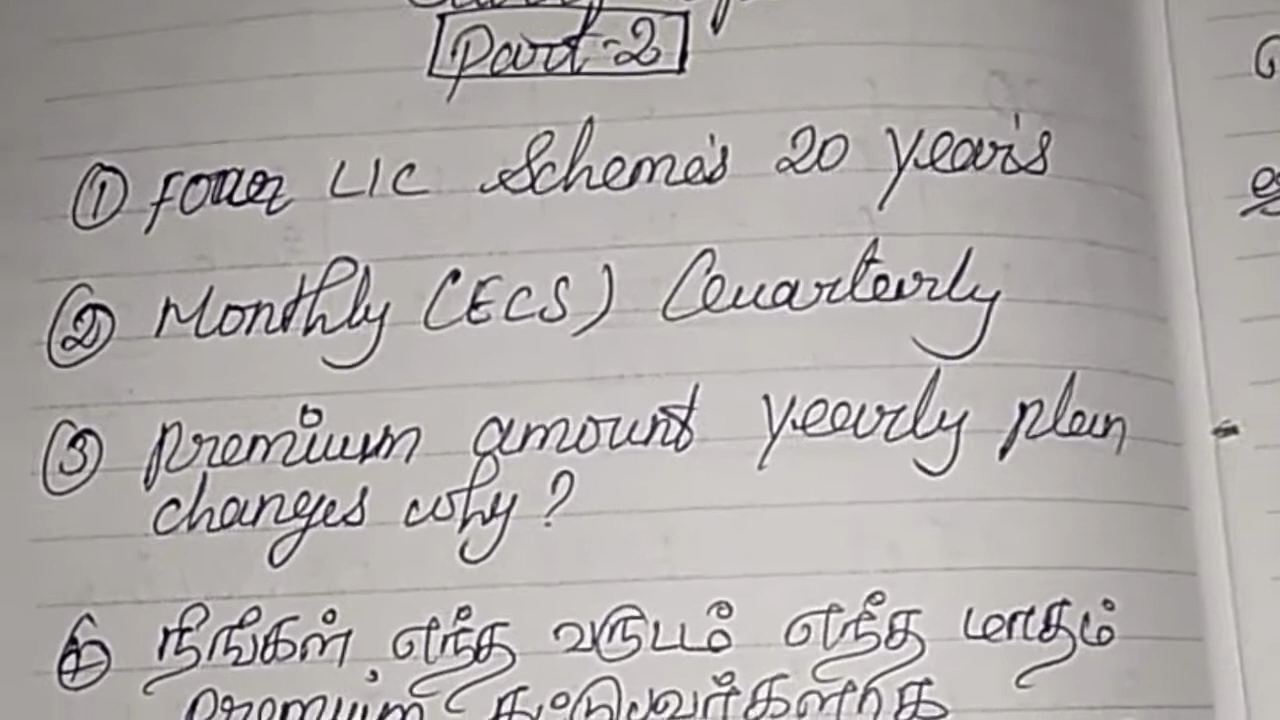 Part-2
① Four LIC Scheme's 20 year's
② Monthly (ECS) Quarterly
③ Premium amount yearly plan
changes why?
④ நீங்கள் எந்த வருடம் எந்த மாதம்
premium